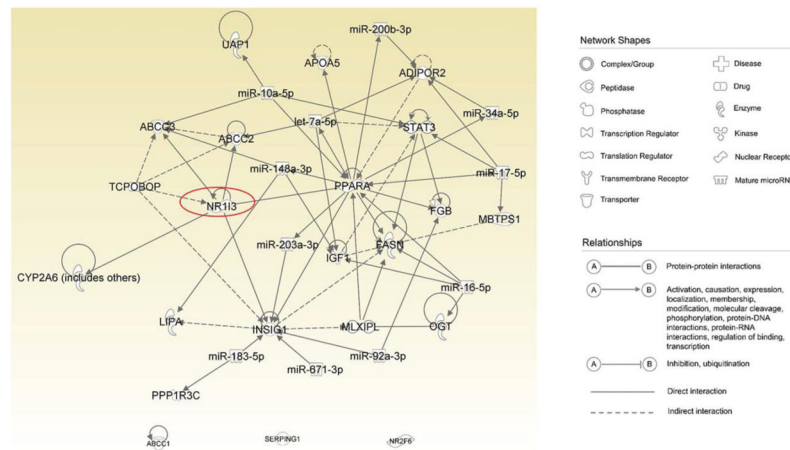 miR-200b-3p
UAP1
APOA5
ADIPOR2
miR-10a-5p
let-7a-5p
miR-34a-5p
ABCC3
ABCC2
STAT3
miR-148a-3p
miR-17-5p
TCPOBOP
PPARA
NR1I3
FGB
MBTPS1
miR-203a-3p
IGF1
FASN
CYP2A6 (includes others)
miR-16-5p
LIPA
INSIG1
MLXIPL
OGT
miR-183-5p
miR-92a-3p
miR-671-3p
PPP1R3C
ABCC1
SERPING1
NR2F6
Network Shapes
Complex/Group
Disease
Peptidase
Drug
Phosphatase
Enzyme
Transcription Regulator
Kinase
Translation Regulator
Nuclear Recepto
Transmembrane Receptor
Mature microRN
Transporter
Relationships
A B Protein-protein interactions
A B Activation, causation, expression,
localization, membership,
modification, molecular cleavage,
phosphorylation, protein-DNA
interactions, protein-RNA
interactions, regulation of binding,
transcription
A B Inhibition, ubiquitination
Direct interaction
Indirect interaction